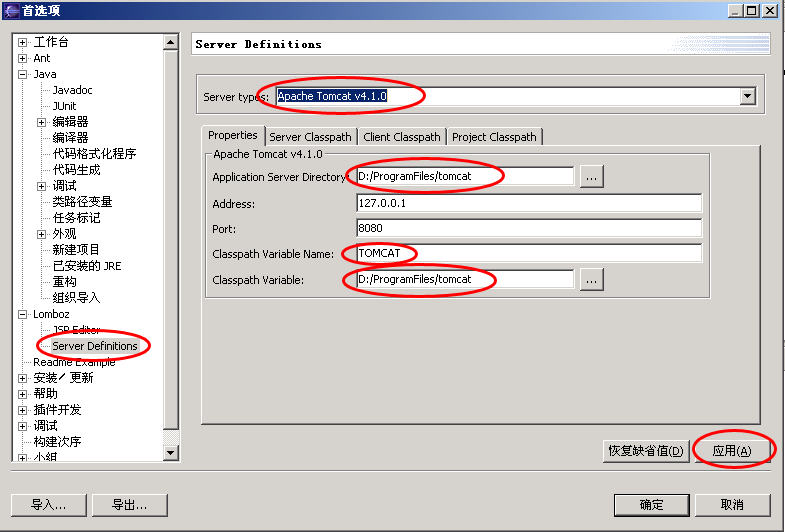 首选项
工作台
Ant
Java
Javadoc
JUnit
编辑器
编译器
代码格式化程序
代码生成
调试
类路径变量
任务标记
外观
新建项目
已安装的 JRE
重构
组织导入
Lomboz
JSP Editor
Server Definitions
Readme Example
安装/更新
帮助
插件开发
调试
构建次序
小组
Server Definitions
Server types:
Apache Tomcat v4.1.0
Properties
Server Classpath
Client Classpath
Project Classpath
Apache Tomcat v4.1.0
Application Server Directory:
D:/ProgramFiles/tomcat
...
Address:
127.0.0.1
Port:
8080
Classpath Variable Name:
TOMCAT
Classpath Variable:
D:/ProgramFiles/tomcat
...
恢复缺省值(D)
应用(A)
导入...
导出...
确定
取消